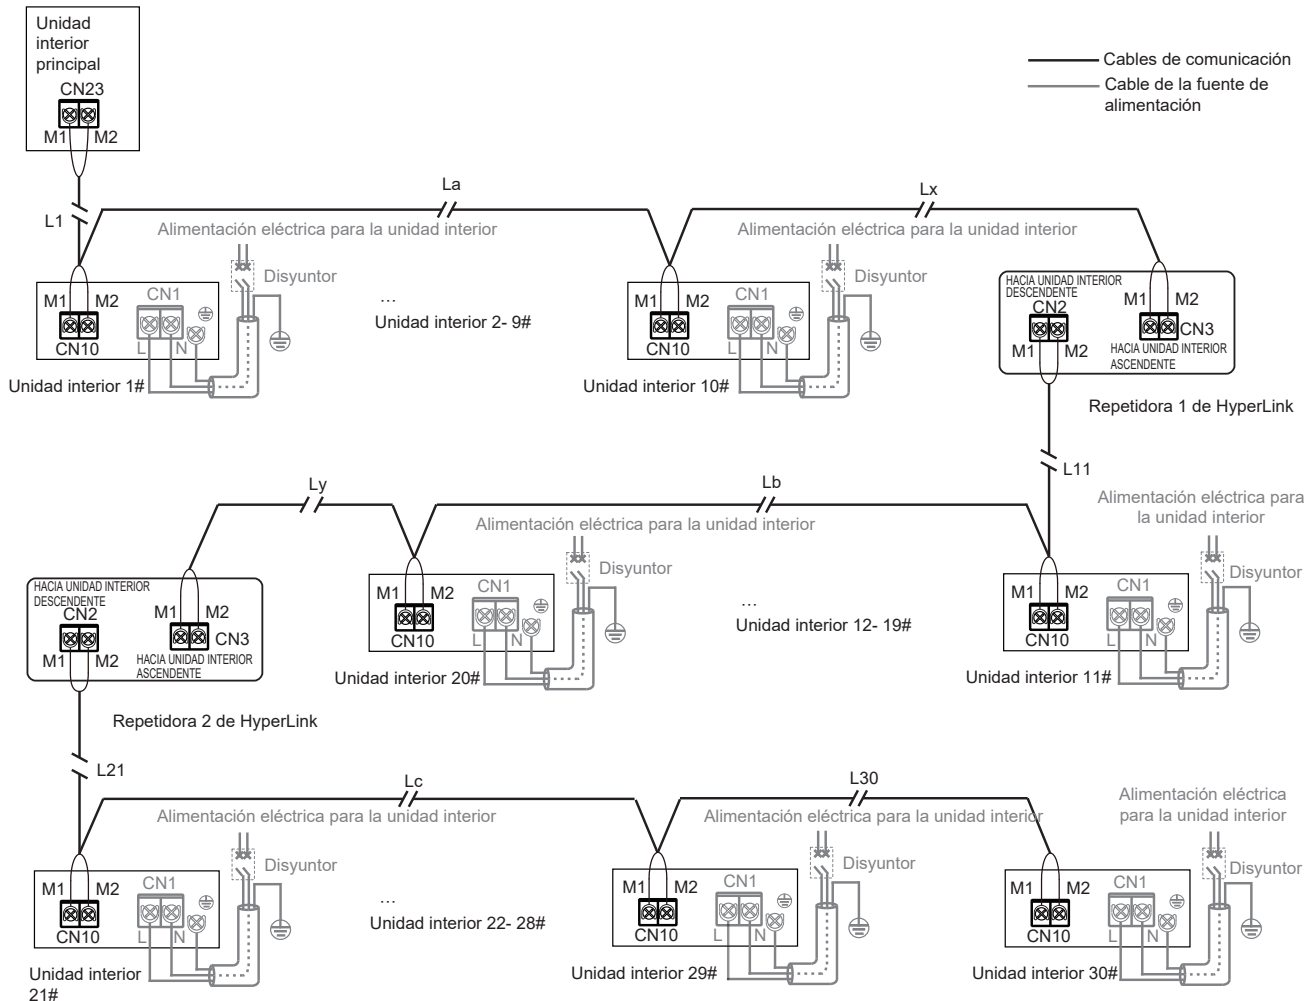 Unidad
interior
principal
CN23
M1 M2
Cables de comunicación
Cable de la fuente de
alimentación
L1
La
Lx
Alimentación eléctrica para la unidad interior
Disyuntor
M1 M2
CN1
CN10
L N
Unidad interior 1#
...
Unidad interior 2- 9#
Alimentación eléctrica para la unidad interior
Disyuntor
M1 M2
CN1
CN10
L N
Unidad interior 10#
HACIA UNIDAD INTERIOR
DESCENDENTE
CN2
M1 M2
M1 M2
CN3
HACIA UNIDAD INTERIOR
ASCENDENTE
Repetidora 1 de HyperLink
L11
Ly
Lb
Alimentación eléctrica para
la unidad interior
Disyuntor
M1 M2
CN1
CN10
L N
Unidad interior 11#
...
Unidad interior 12- 19#
Alimentación eléctrica para la unidad interior
Disyuntor
M1 M2
CN1
CN10
L N
Unidad interior 20#
HACIA UNIDAD INTERIOR
DESCENDENTE
CN2
M1 M2
M1 M2
CN3
HACIA UNIDAD INTERIOR
ASCENDENTE
Repetidora 2 de HyperLink
L21
Lc
L30
Alimentación eléctrica para la unidad interior
Disyuntor
M1 M2
CN1
CN10
L N
Unidad interior
21#
...
Unidad interior 22- 28#
Alimentación eléctrica para la unidad interior
Disyuntor
M1 M2
CN1
CN10
L N
Unidad interior 29#
Alimentación eléctrica
para la unidad interior
Disyuntor
M1 M2
CN1
CN10
L N
Unidad interior 30#